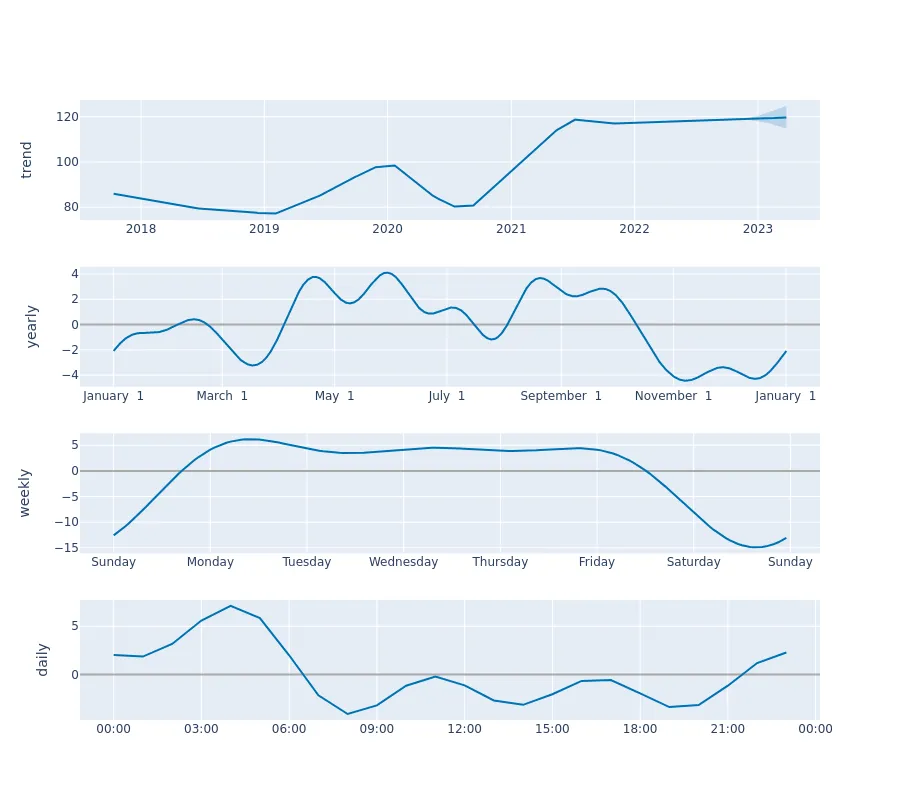 trend
120
100
80
2018 2019 2020 2021 2022 2023
yearly
4
2
0
−2
−4
January 1 March 1 May 1 July 1 September 1 November 1 January 1
weekly
5
0
−5
−10
−15
Sunday Monday Tuesday Wednesday Thursday Friday Saturday Sunday
daily
5
0
00:00 03:00 06:00 09:00 12:00 15:00 18:00 21:00 00:00